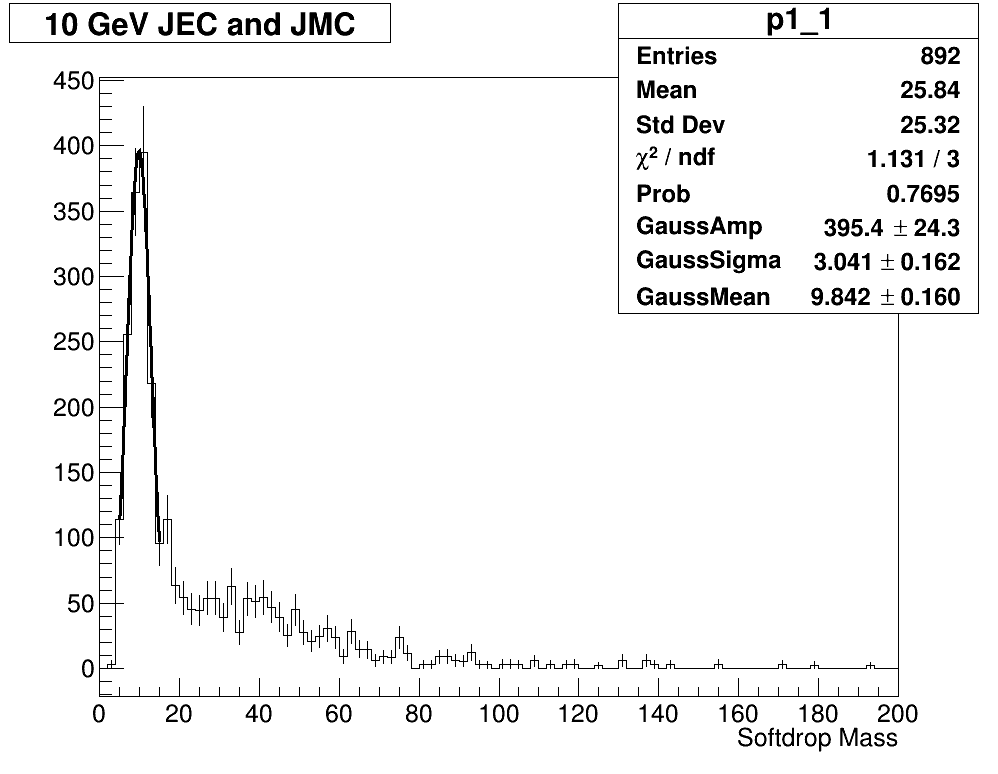 10 GeV JEC and JMC
p1_1
Entries 892
Mean 25.84
Std Dev 25.32
χ² / ndf 1.131 / 3
Prob 0.7695
GaussAmp 395.4 ± 24.3
GaussSigma 3.041 ± 0.162
GaussMean 9.842 ± 0.160
450
400
350
300
250
200
150
100
50
0
0 20 40 60 80 100 120 140 160 180 200
Softdrop Mass